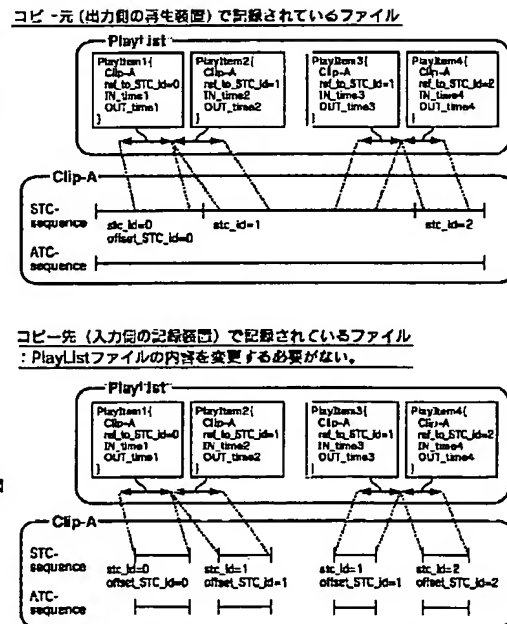 コピー元（出力側の再生装置）で記録されているファイル
PlayList
PlayItem1{
Clip-A
ref_to_STC_id=0
IN_time1
OUT_time1
}
PlayItem2{
Clip-A
ref_to_STC_id=1
IN_time2
OUT_time2
}
PlayItem3{
Clip-A
ref_to_STC_id=1
IN_time3
OUT_time3
}
PlayItem4{
Clip-A
ref_to_STC_id=2
IN_time4
OUT_time4
}
Clip-A
STC-
sequence
stc_id=0
offset_STC_id=0
stc_id=1
stc_id=2
ATC-
sequence
コピー先（入力側の記録装置）で記録されているファイル
：PlayListファイルの内容を変更する必要がない。
PlayList
PlayItem1{
Clip-A
ref_to_STC_id=0
IN_time1
OUT_time1
}
PlayItem2{
Clip-A
ref_to_STC_id=1
IN_time2
OUT_time2
}
PlayItem3{
Clip-A
ref_to_STC_id=1
IN_time3
OUT_time3
}
PlayItem4{
Clip-A
ref_to_STC_id=2
IN_time4
OUT_time4
}
Clip-A
STC-
sequence
stc_id=0
offset_STC_id=0
stc_id=1
offset_STC_id=1
stc_id=1
offset_STC_id=1
stc_id=2
offset_STC_id=2
ATC-
sequence